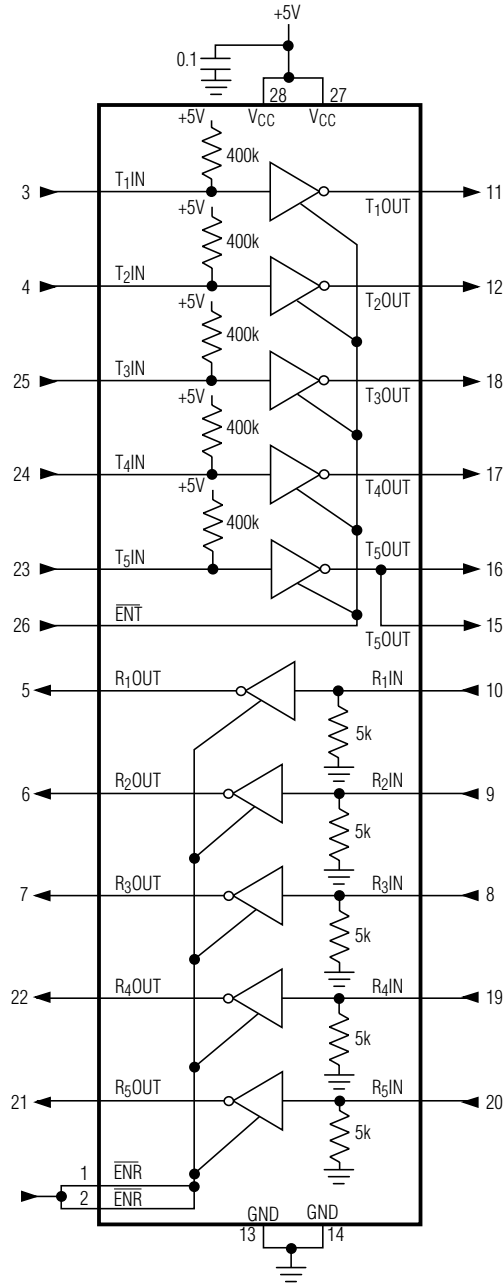 +5V
0.1
28 27
VCC VCC
+5V
400k
3 T1IN T1OUT 11
+5V
400k
4 T2IN T2OUT 12
+5V
400k
25 T3IN T3OUT 18
+5V
400k
24 T4IN T4OUT 17
+5V
400k
23 T5IN T5OUT 16
26 ENT T5OUT 15
5 R1OUT R1IN 10
5k
6 R2OUT R2IN 9
5k
7 R3OUT R3IN 8
5k
22 R4OUT R4IN 19
5k
21 R5OUT R5IN 20
5k
1 ENR
2 ENR
GND GND
13 14